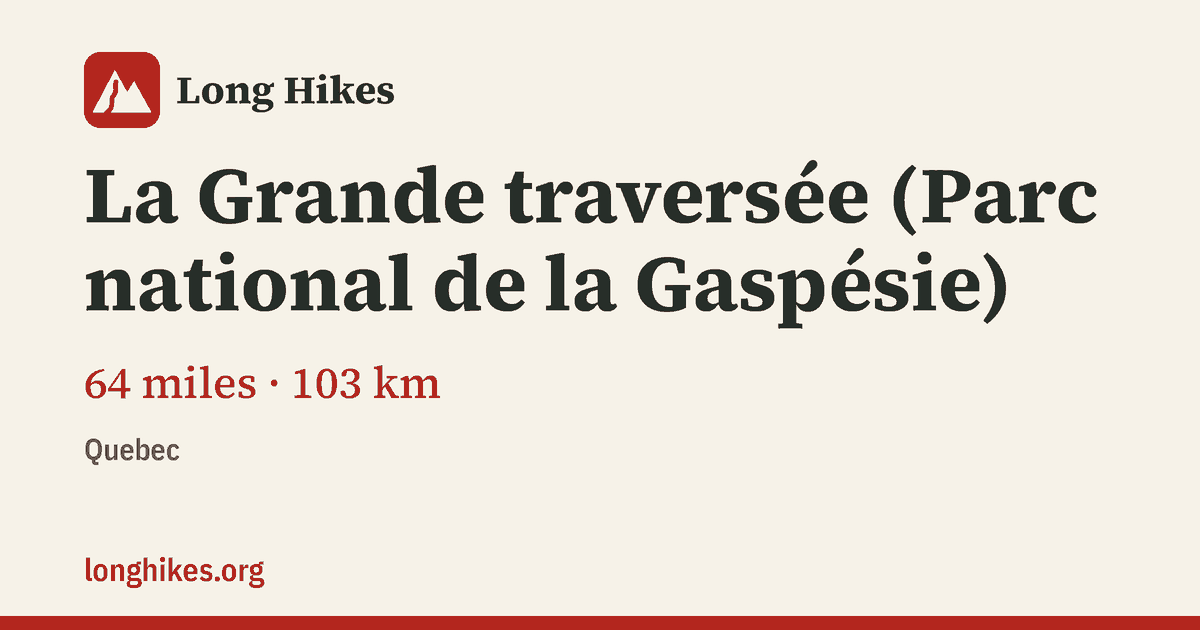 Long Hikes
La Grande traversée (Parc
national de la Gaspésie)
64 miles · 103 km
Quebec
longhikes.org